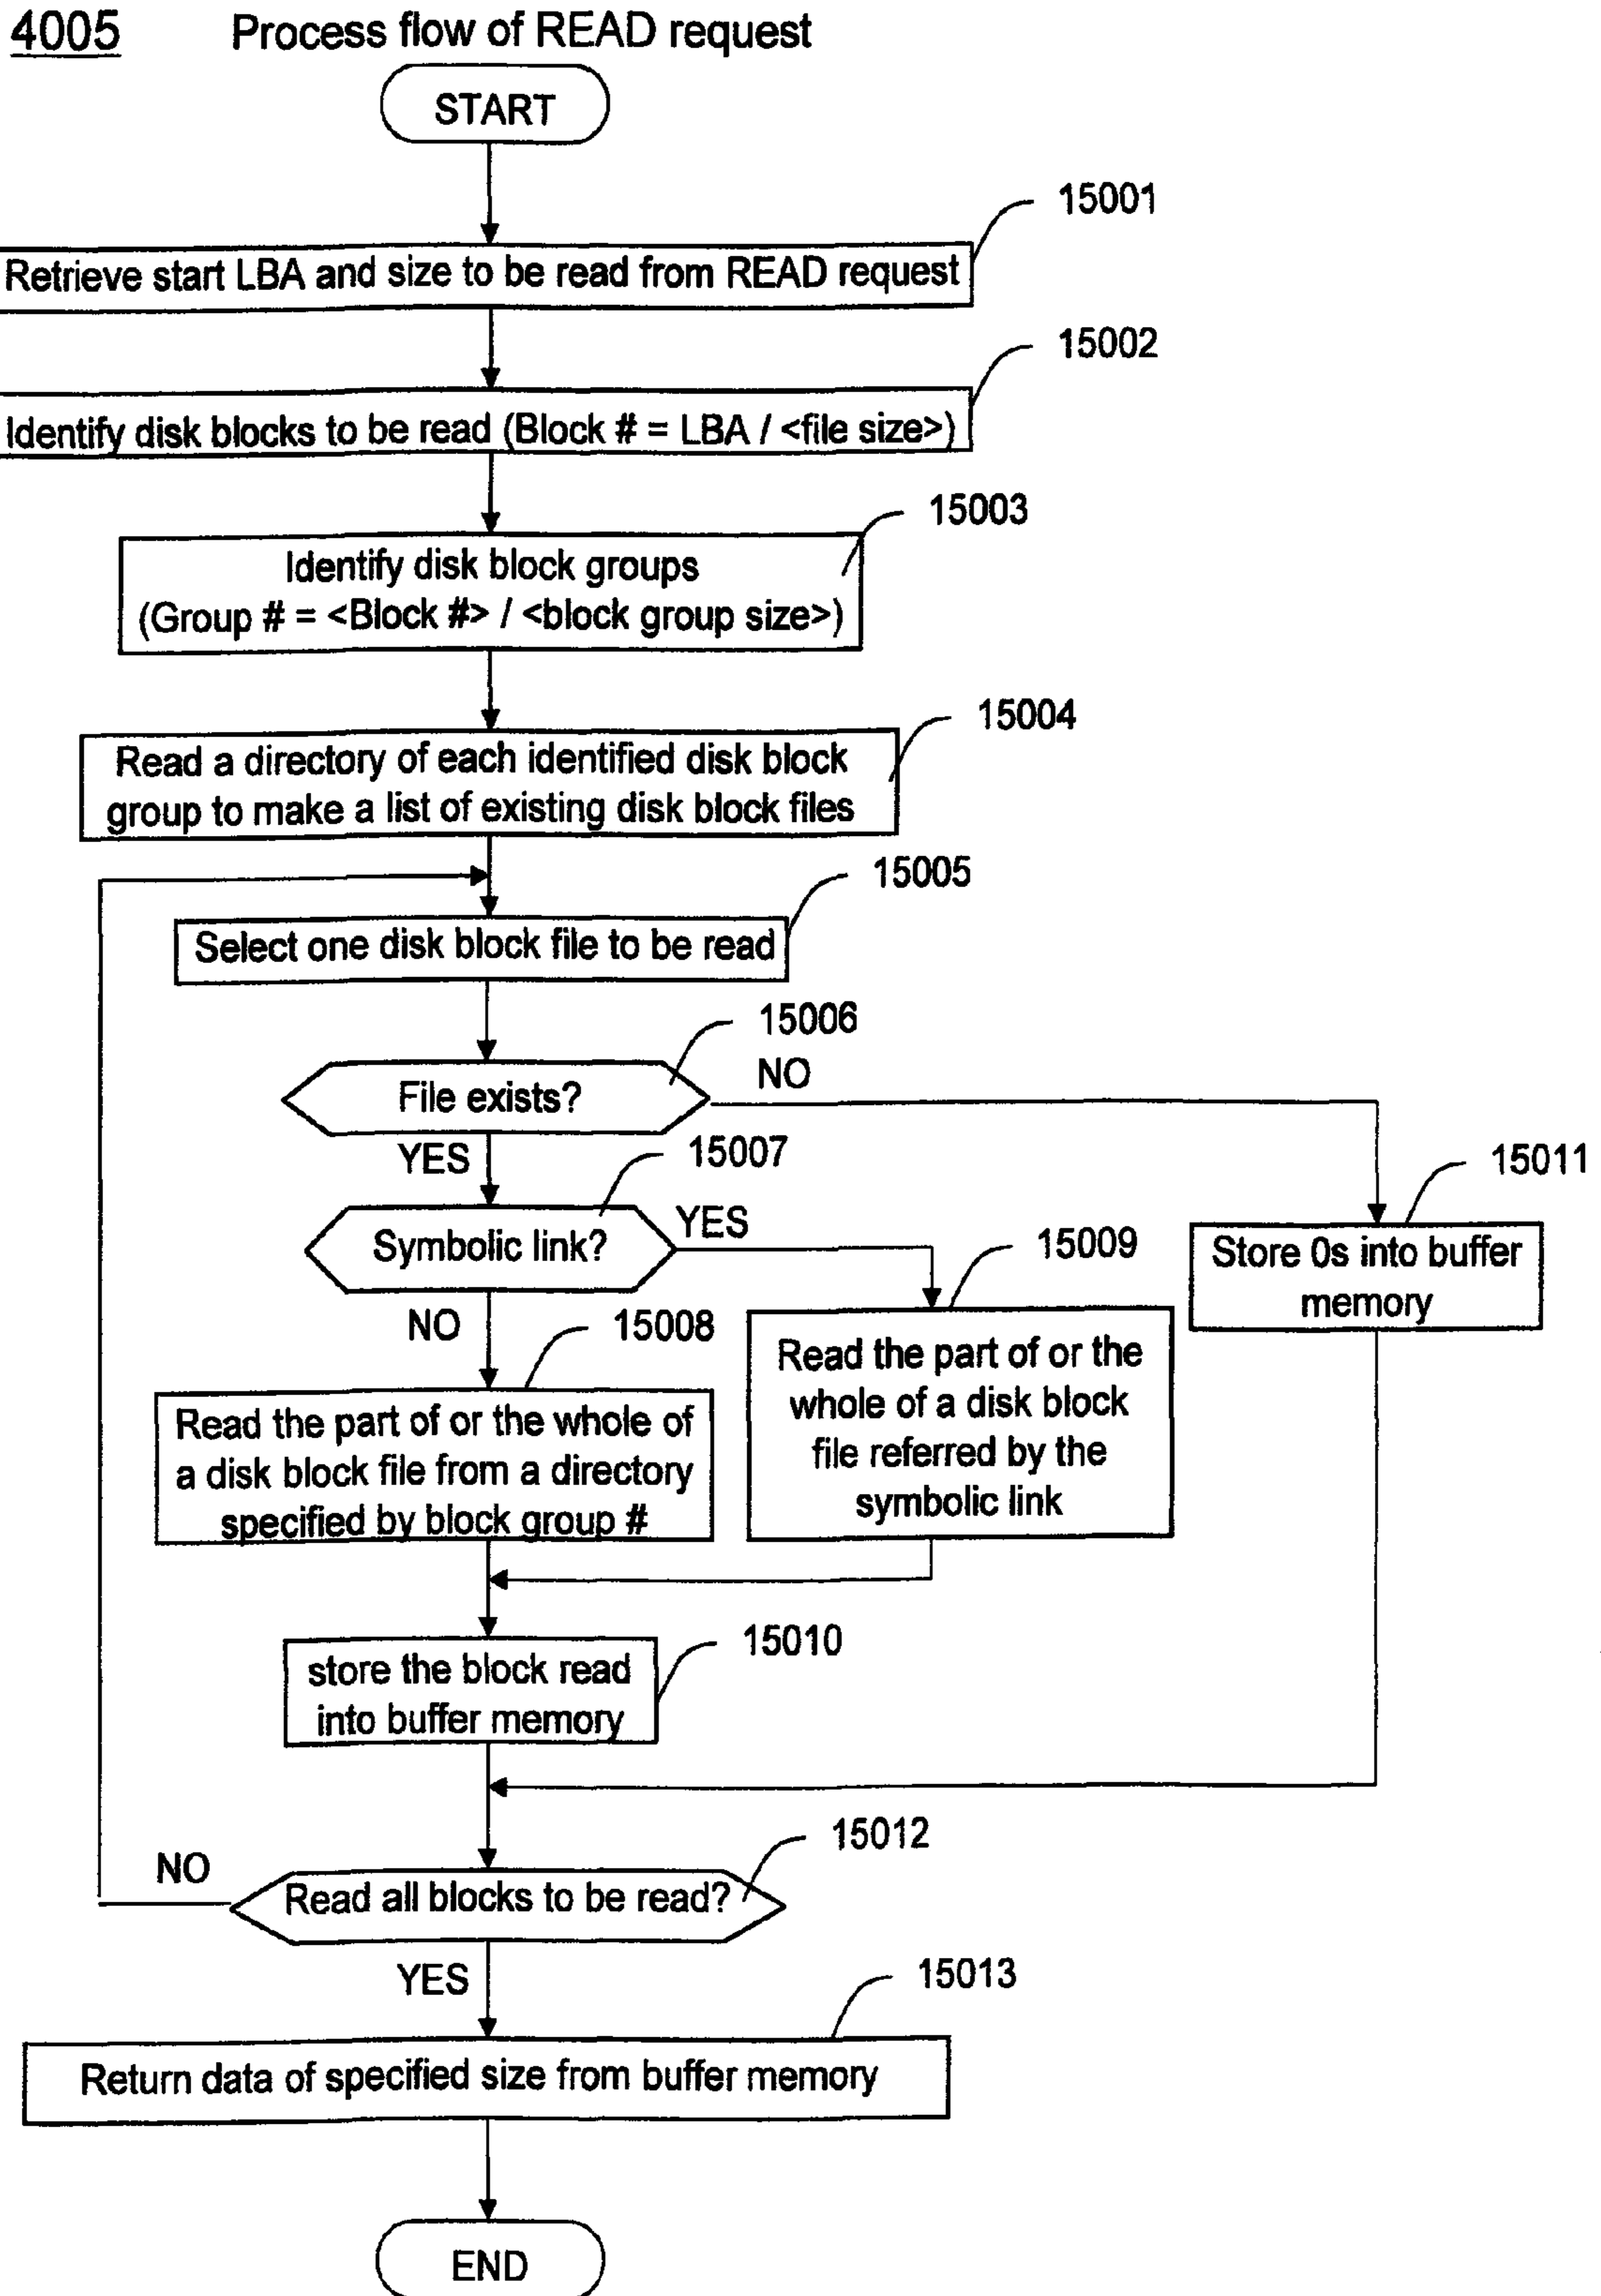 4005 Process flow of READ request
START
15001
Retrieve start LBA and size to be read from READ request
15002
Identify disk blocks to be read (Block # = LBA / <file size>)
15003
Identify disk block groups
(Group # = <Block #> / <block group size>)
15004
Read a directory of each identified disk block
group to make a list of existing disk block files
15005
Select one disk block file to be read
15006
File exists?
NO
YES
15007
15011
Symbolic link?
YES
15009
Store 0s into buffer
memory
NO
15008
Read the part of or the
whole of a disk block
file referred by the
symbolic link
Read the part of or the whole of
a disk block file from a directory
specified by block group #
15010
store the block read
into buffer memory
15012
NO
Read all blocks to be read?
YES
15013
Return data of specified size from buffer memory
END